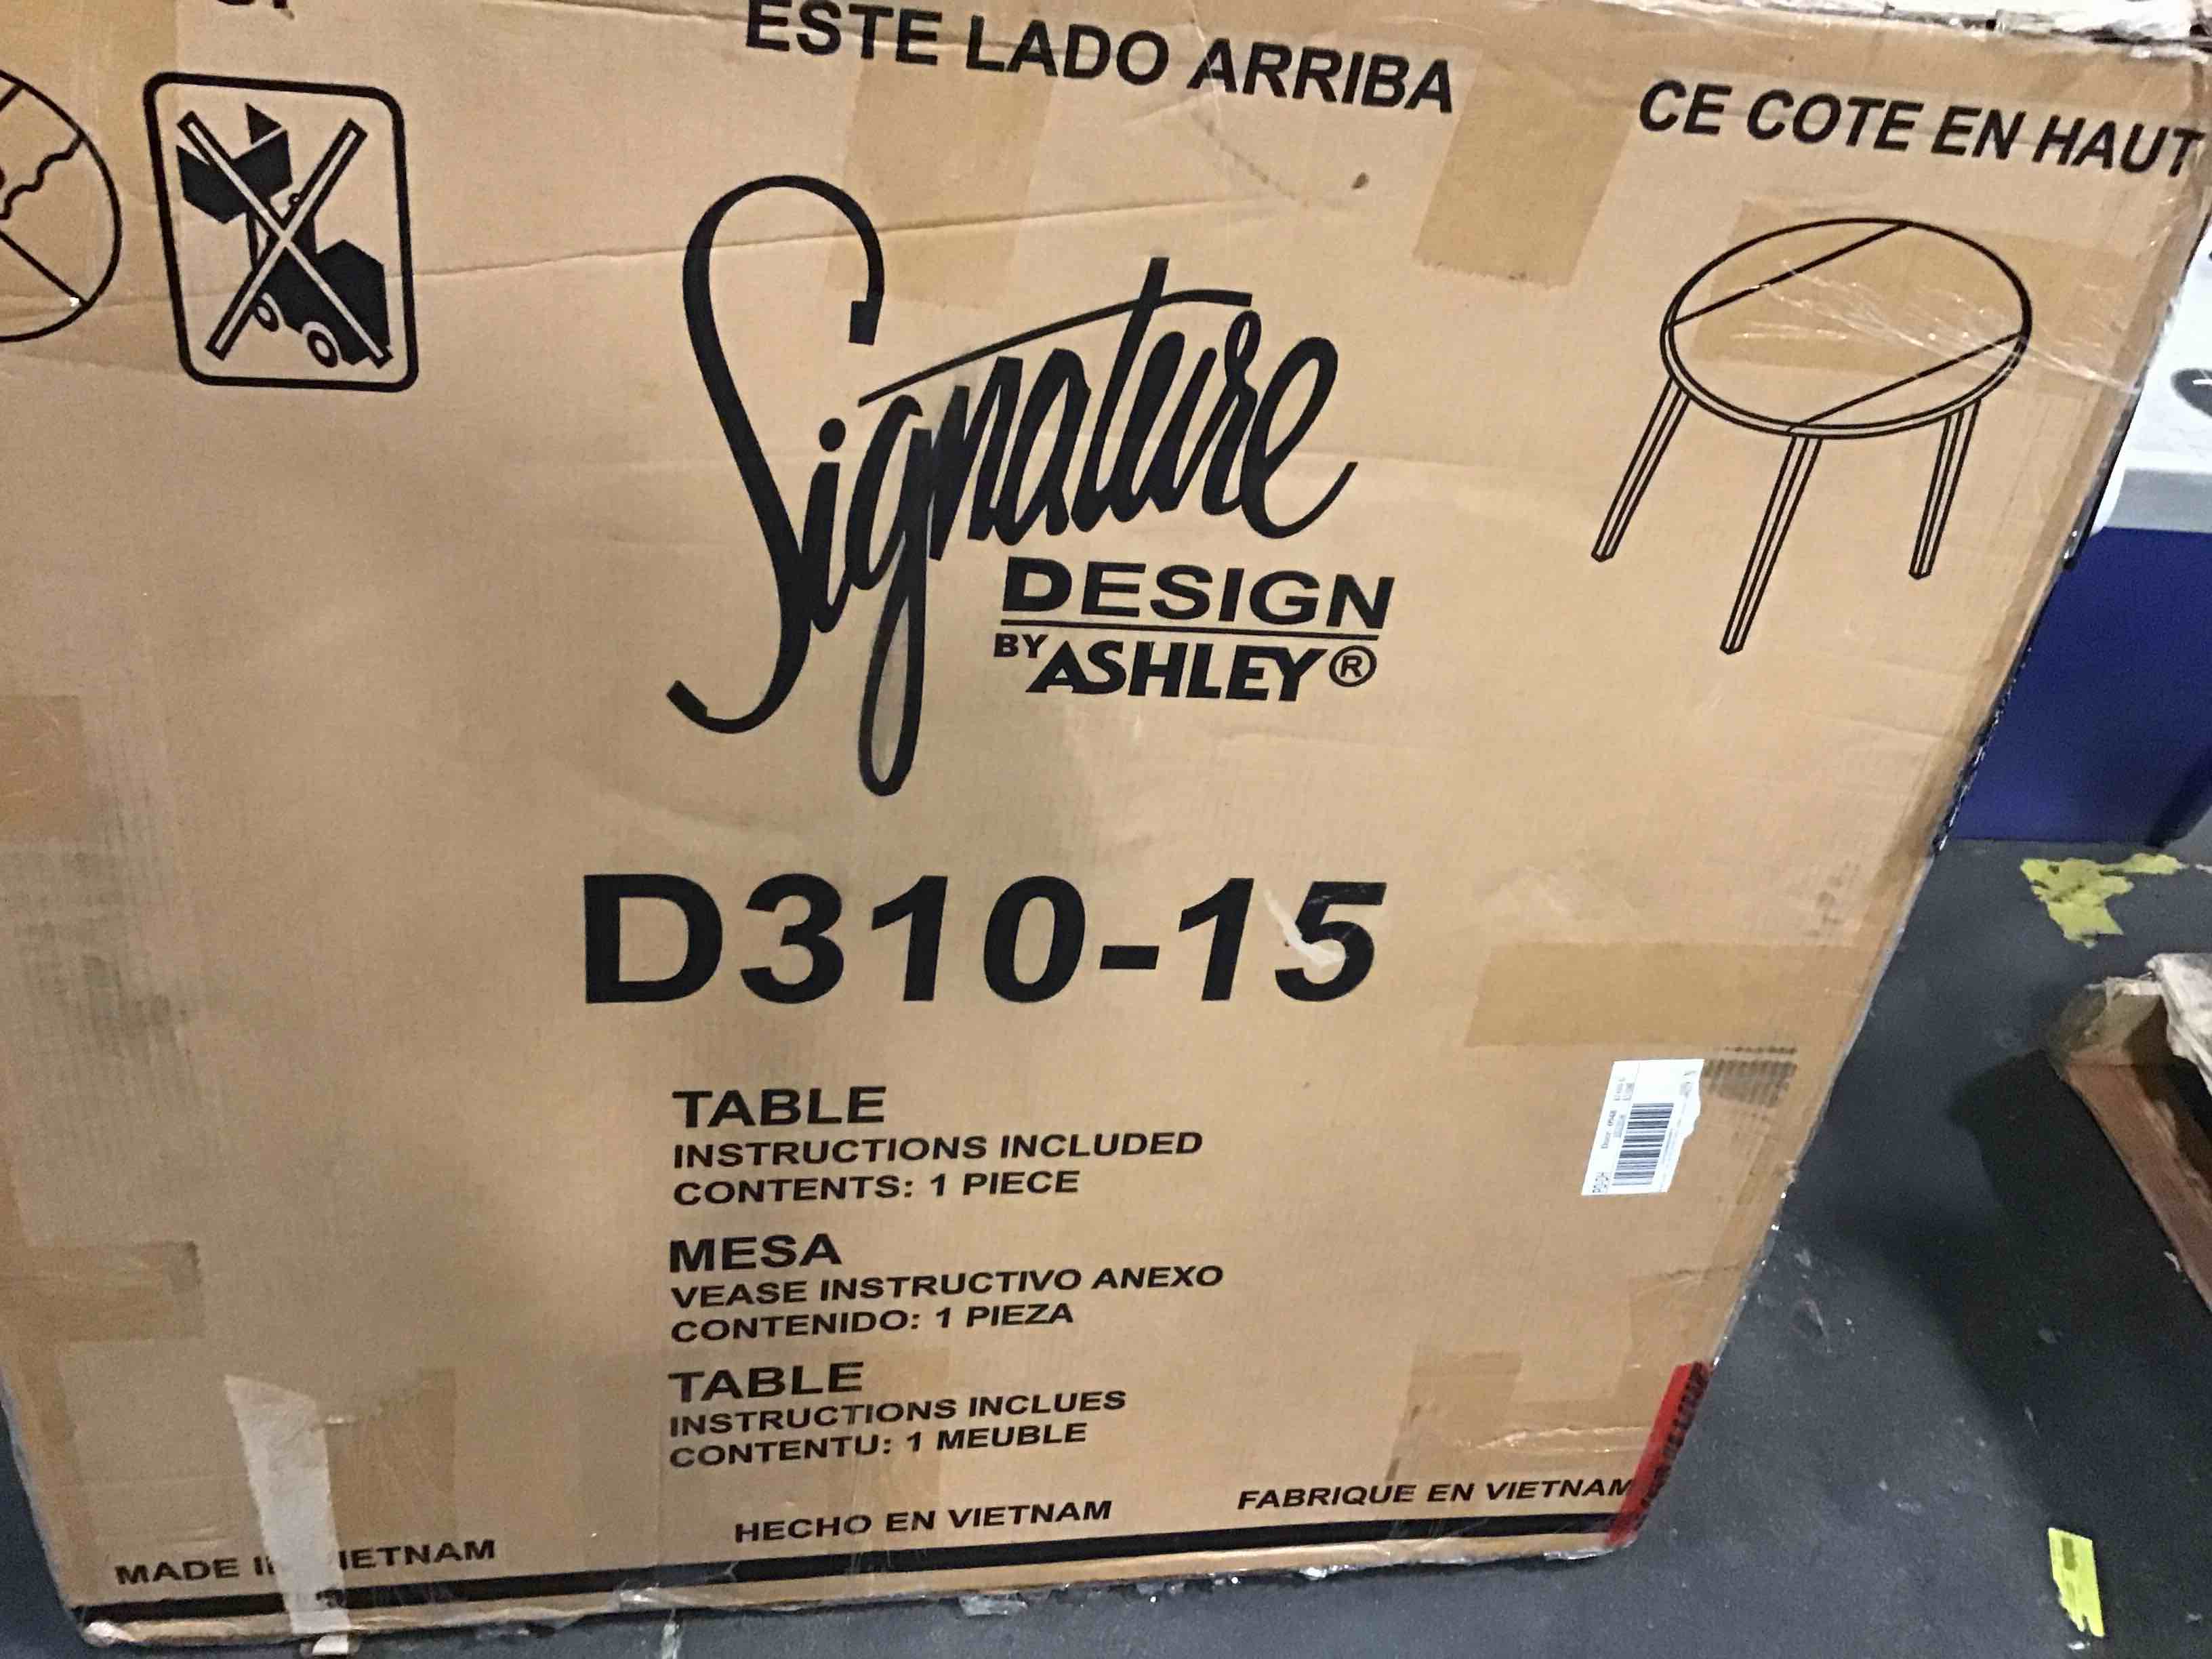 ESTE LADO ARRIBA
CE COTE EN HAUT
Signature
DESIGN
BY ASHLEY®
D310-15
TABLE
INSTRUCTIONS INCLUDED
CONTENTS: 1 PIECE
MESA
VEASE INSTRUCTIVO ANEXO
CONTENIDO: 1 PIEZA
TABLE
INSTRUCTIONS INCLUES
CONTENTU: 1 MEUBLE
MADE I IETNAM
HECHO EN VIETNAM
FABRIQUE EN VIETNAM